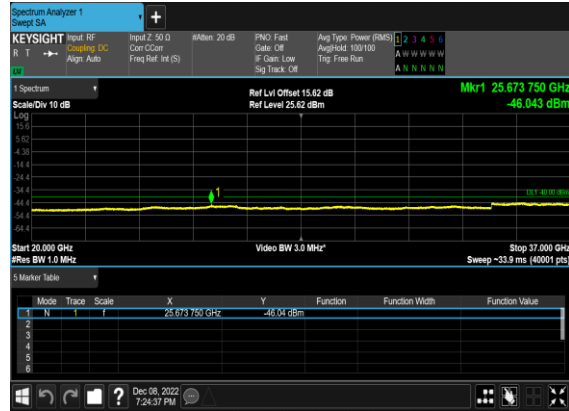 Spectrum Analyzer 1
Swept SA
+
KEYSIGHT Input: RF Input Z: 50 Ω #Atten: 20 dB PNO: Fast Avg Type: Power (RMS) 1 2 3 4 5 6
R T Coupling: DC Corr CCorr Gate: Off Avg|Hold: 100/100 A W W W W W
Align: Auto Freq Ref: Int (S) IF Gain: Low Trig: Free Run
Sig Track: Off A N N N N N
1 Spectrum Ref Lvl Offset 15.62 dB Mkr1 25.673 750 GHz
Scale/Div 10 dB Ref Level 25.62 dBm -46.043 dBm
Log
15.6
5.62
-4.38
-14.4
-24.4
-34.4 1 DL1 -40.00 dBm
-44.4
-54.4
-64.4
Start 20.000 GHz Video BW 3.0 MHz* Stop 37.000 GHz
#Res BW 1.0 MHz Sweep ~33.9 ms (40001 pts)
5 Marker Table
Mode Trace Scale X Y Function Function Width Function Value
1 N 1 f 25.673 750 GHz -46.04 dBm
2
3
4
5
6
? Dec 08, 2022
7:24:37 PM